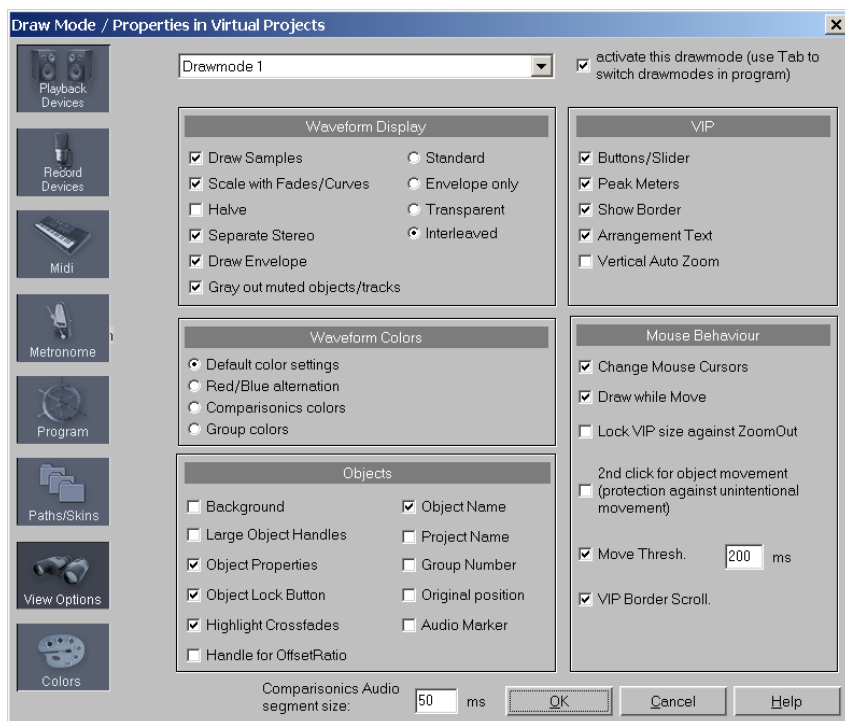 Draw Mode / Properties in Virtual Projects
Playback
Devices
Record
Devices
Midi
Metronome
Program
Paths/Skins
View Options
Colors
Drawmode 1
activate this drawmode (use Tab to
switch drawmodes in program)
Waveform Display
Draw Samples
Scale with Fades/Curves
Halve
Separate Stereo
Draw Envelope
Gray out muted objects/tracks
Standard
Envelope only
Transparent
Interleaved
VIP
Buttons/Slider
Peak Meters
Show Border
Arrangement Text
Vertical Auto Zoom
Waveform Colors
Default color settings
Red/Blue alternation
Comparisonics colors
Group colors
Mouse Behaviour
Change Mouse Cursors
Draw while Move
Lock VIP size against ZoomOut
2nd click for object movement
(protection against unintentional
movement)
Move Thresh. 200 ms
VIP Border Scroll.
Objects
Background
Large Object Handles
Object Properties
Object Lock Button
Highlight Crossfades
Handle for OffsetRatio
Object Name
Project Name
Group Number
Original position
Audio Marker
Comparisonics Audio
segment size: 50 ms
OK
Cancel
Help